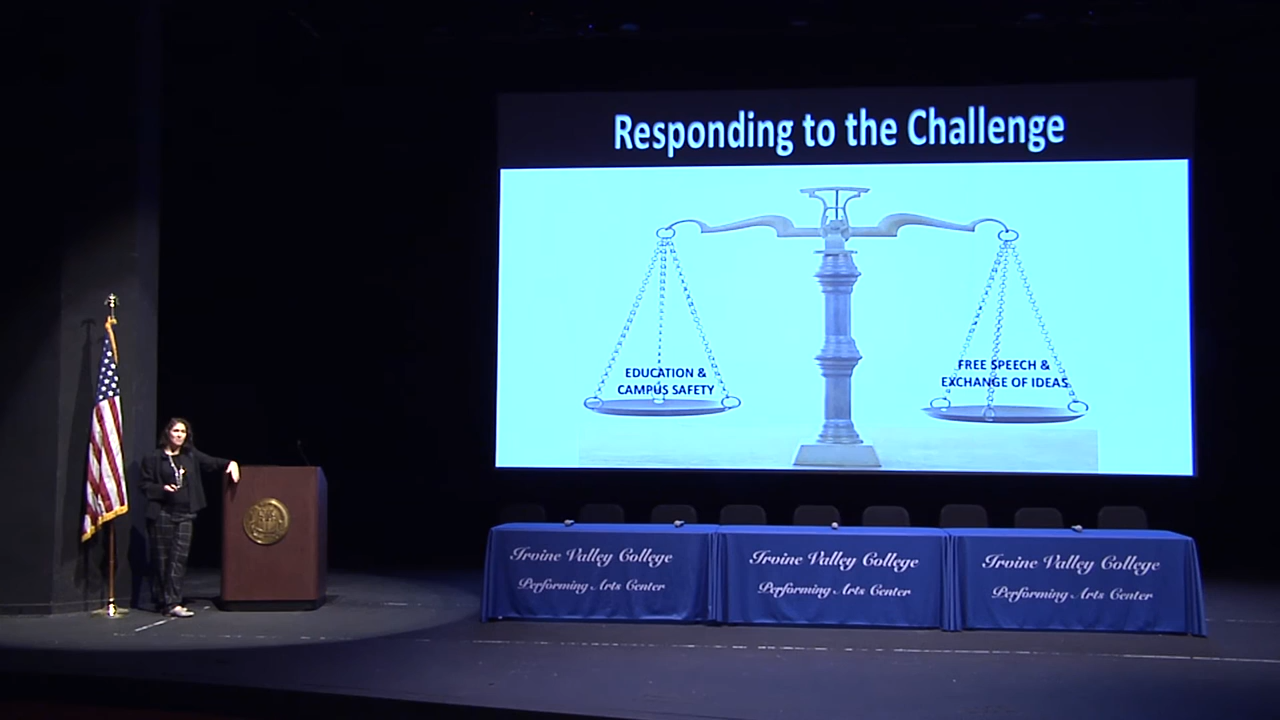 Responding to the Challenge
EDUCATION &
CAMPUS SAFETY
FREE SPEECH &
EXCHANGE OF IDEAS
Irvine Valley College
Performing Arts Center
Irvine Valley College
Performing Arts Center
Irvine Valley College
Performing Arts Center